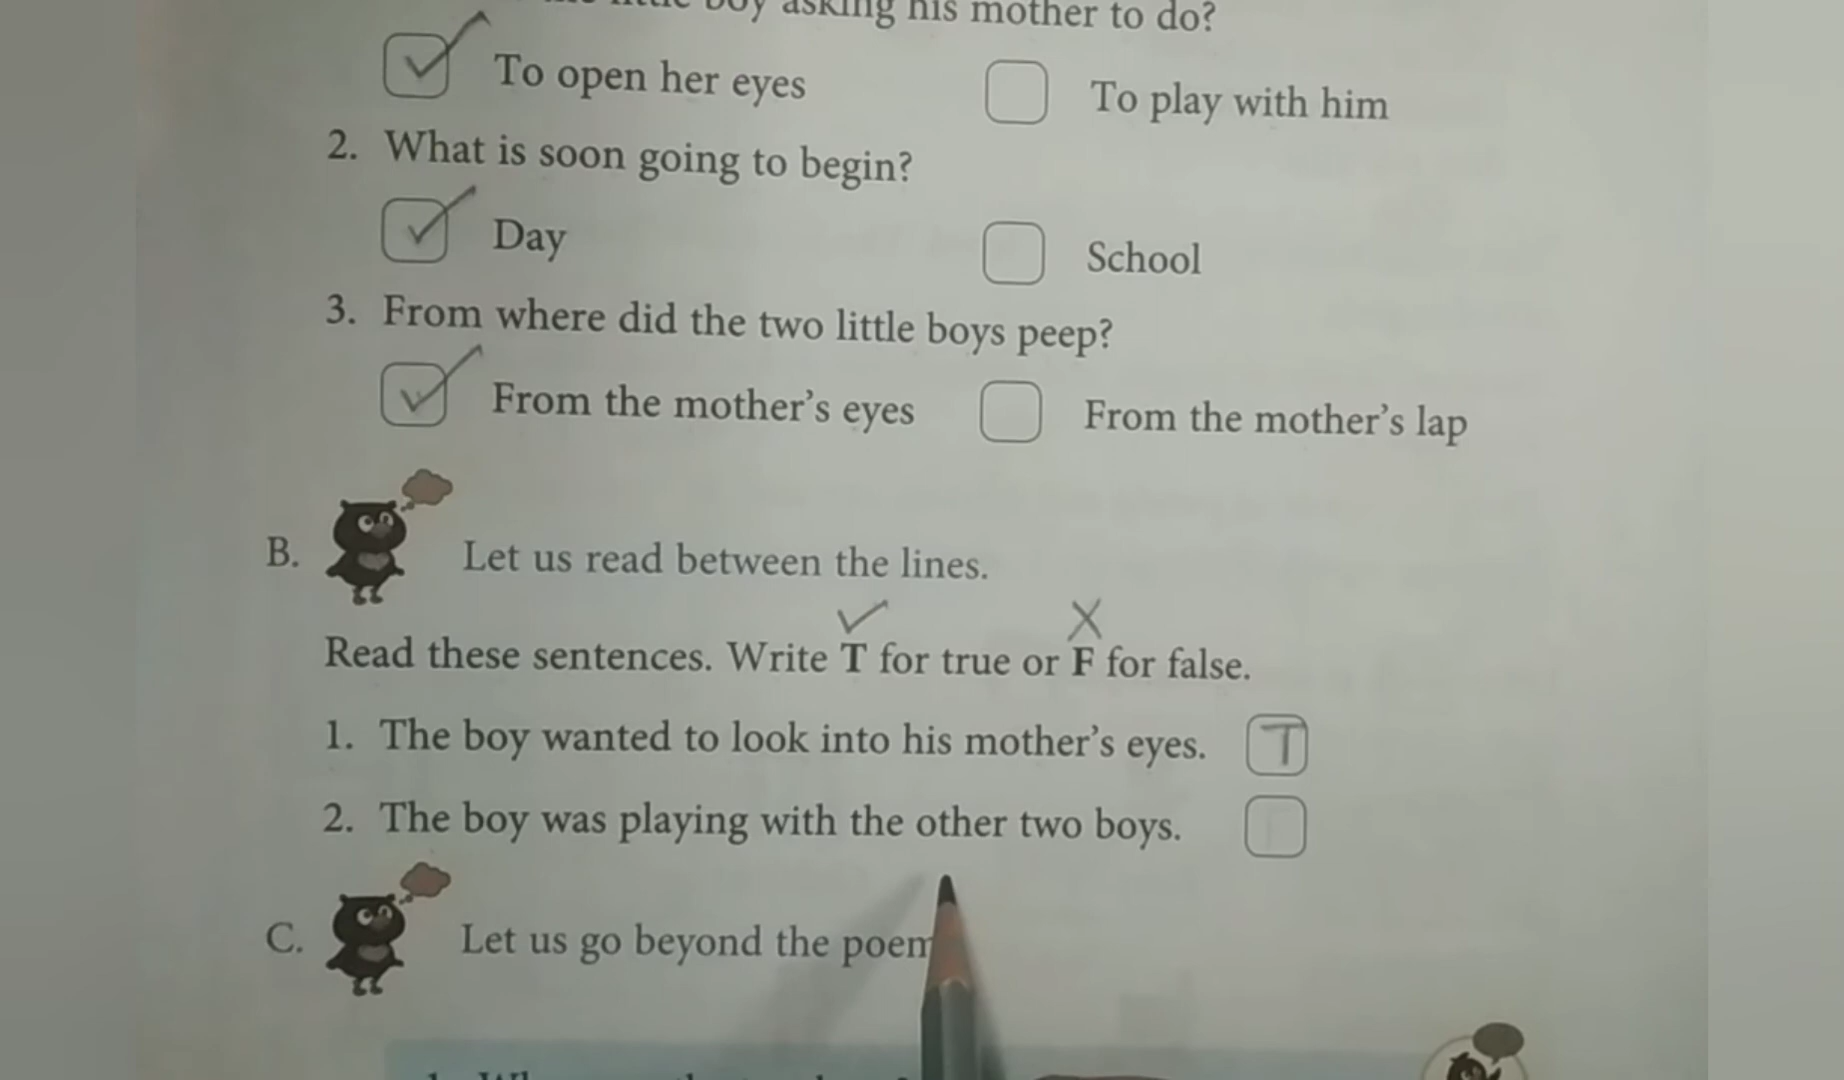 boy asking his mother to do?
To open her eyes
To play with him
2. What is soon going to begin?
Day
School
3. From where did the two little boys peep?
From the mother's eyes
From the mother's lap
B. Let us read between the lines.
Read these sentences. Write T for true or F for false.
1. The boy wanted to look into his mother's eyes. T
2. The boy was playing with the other two boys.
C. Let us go beyond the poem